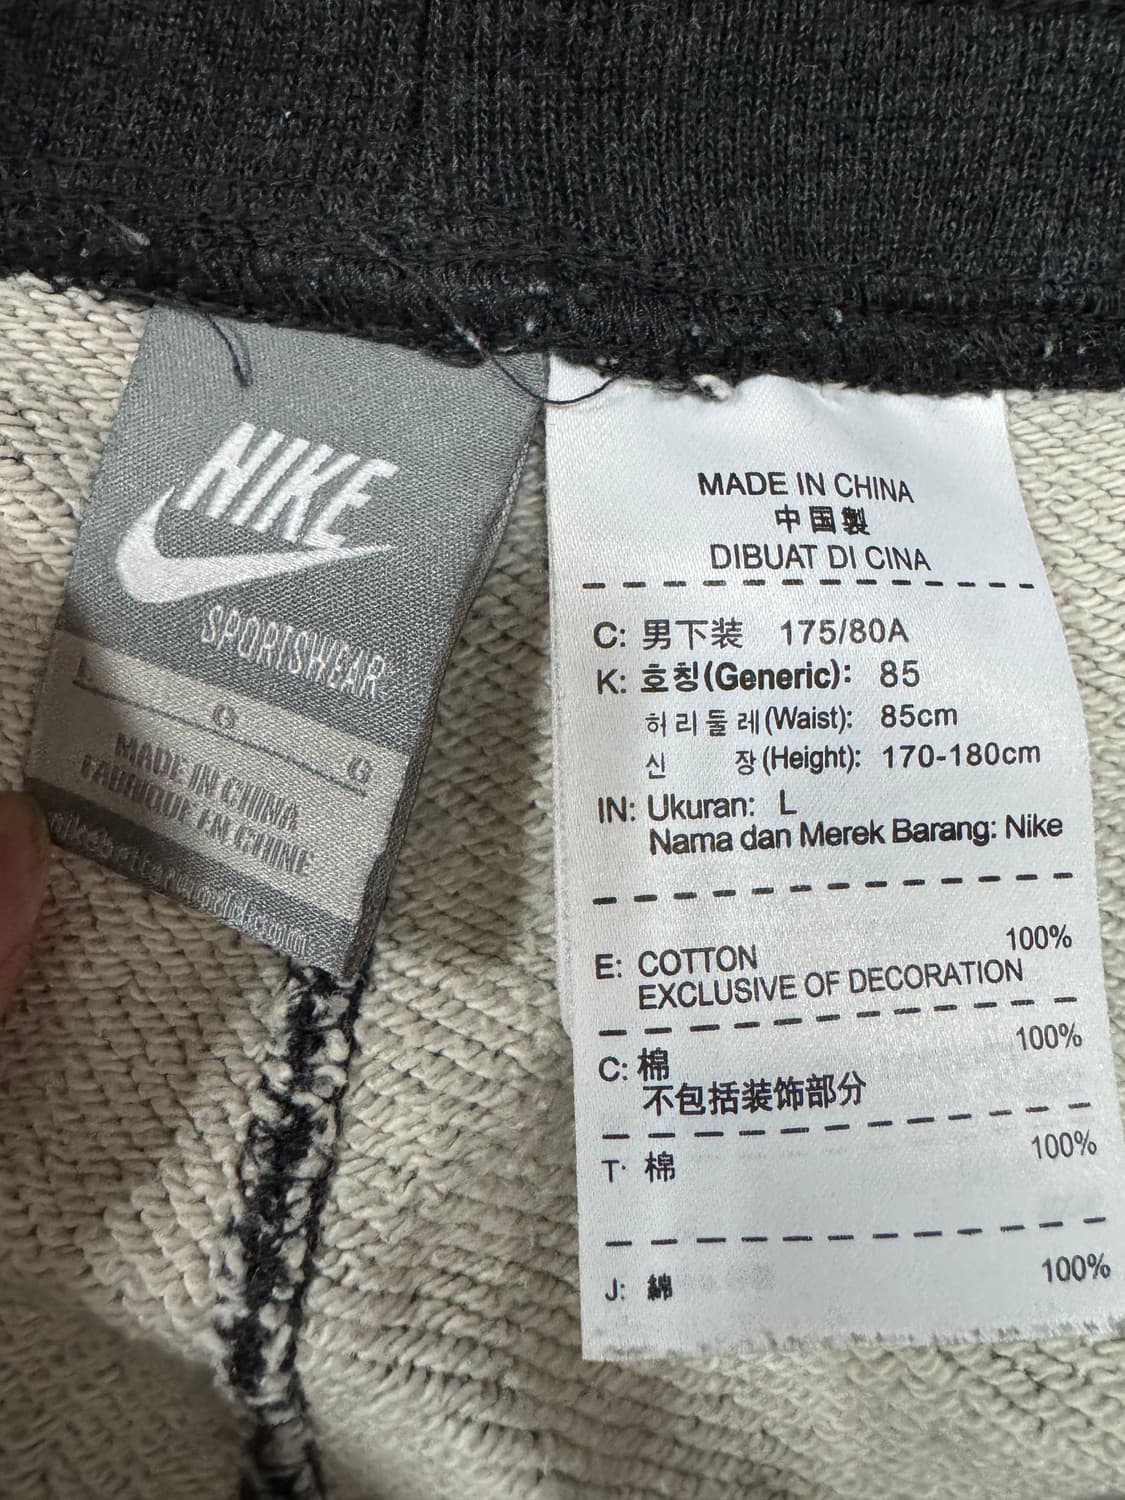 NIKE
SPORTSWEAR
L
G
G
MADE IN CHINA
FABRIQUE EN CHINE
MADE IN CHINA
中国製
DIBUAT DI CINA
C: 男下装 175/80A
K: 호칭(Generic): 85
허리둘레(Waist): 85cm
신 장(Height): 170-180cm
IN: Ukuran: L
Nama dan Merek Barang: Nike
E: COTTON 100%
EXCLUSIVE OF DECORATION
C: 棉 100%
不包括装饰部分
T: 棉 100%
J: 綿 100%